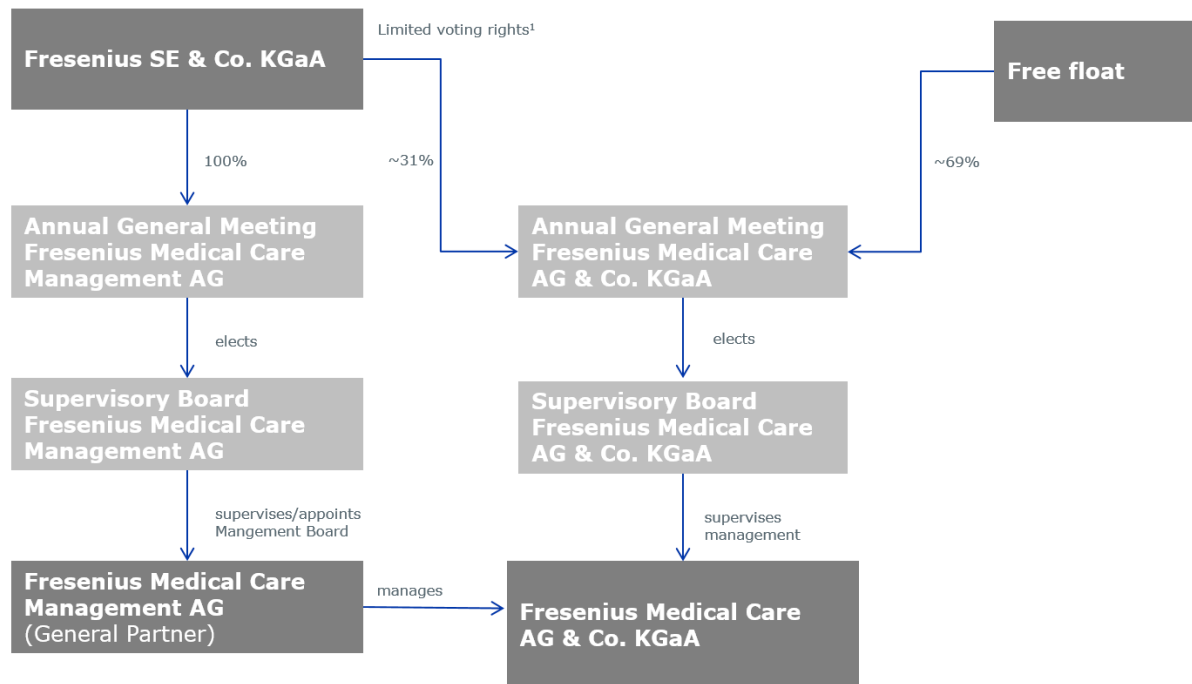 Fresenius SE & Co. KGaA
Limited voting rights¹
Free float
100%
~31%
~69%
Annual General Meeting
Fresenius Medical Care
Management AG
Annual General Meeting
Fresenius Medical Care
AG & Co. KGaA
elects
elects
Supervisory Board
Fresenius Medical Care
Management AG
Supervisory Board
Fresenius Medical Care
AG & Co. KGaA
supervises/appoints
Mangement Board
supervises
management
Fresenius Medical Care
Management AG
(General Partner)
manages
Fresenius Medical Care
AG & Co. KGaA